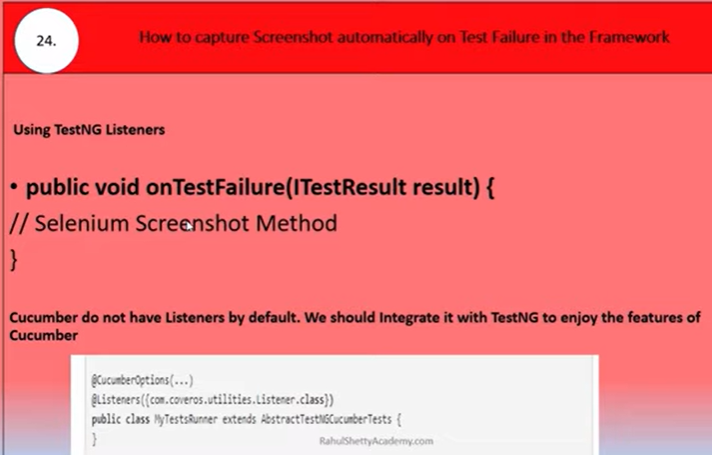 24.
How to capture Screenshot automatically on Test Failure in the Framework
Using TestNG Listeners
• public void onTestFailure(ITestResult result) {
// Selenium Screenshot Method
}
Cucumber do not have Listeners by default. We should Integrate it with TestNG to enjoy the features of
Cucumber
@CucumberOptions(...)
@Listeners({com.coveros.utilities.Listener.class})
public class MyTestsRunner extends AbstractTestNGCucumberTests {
}
RahulShettyAcademy.com